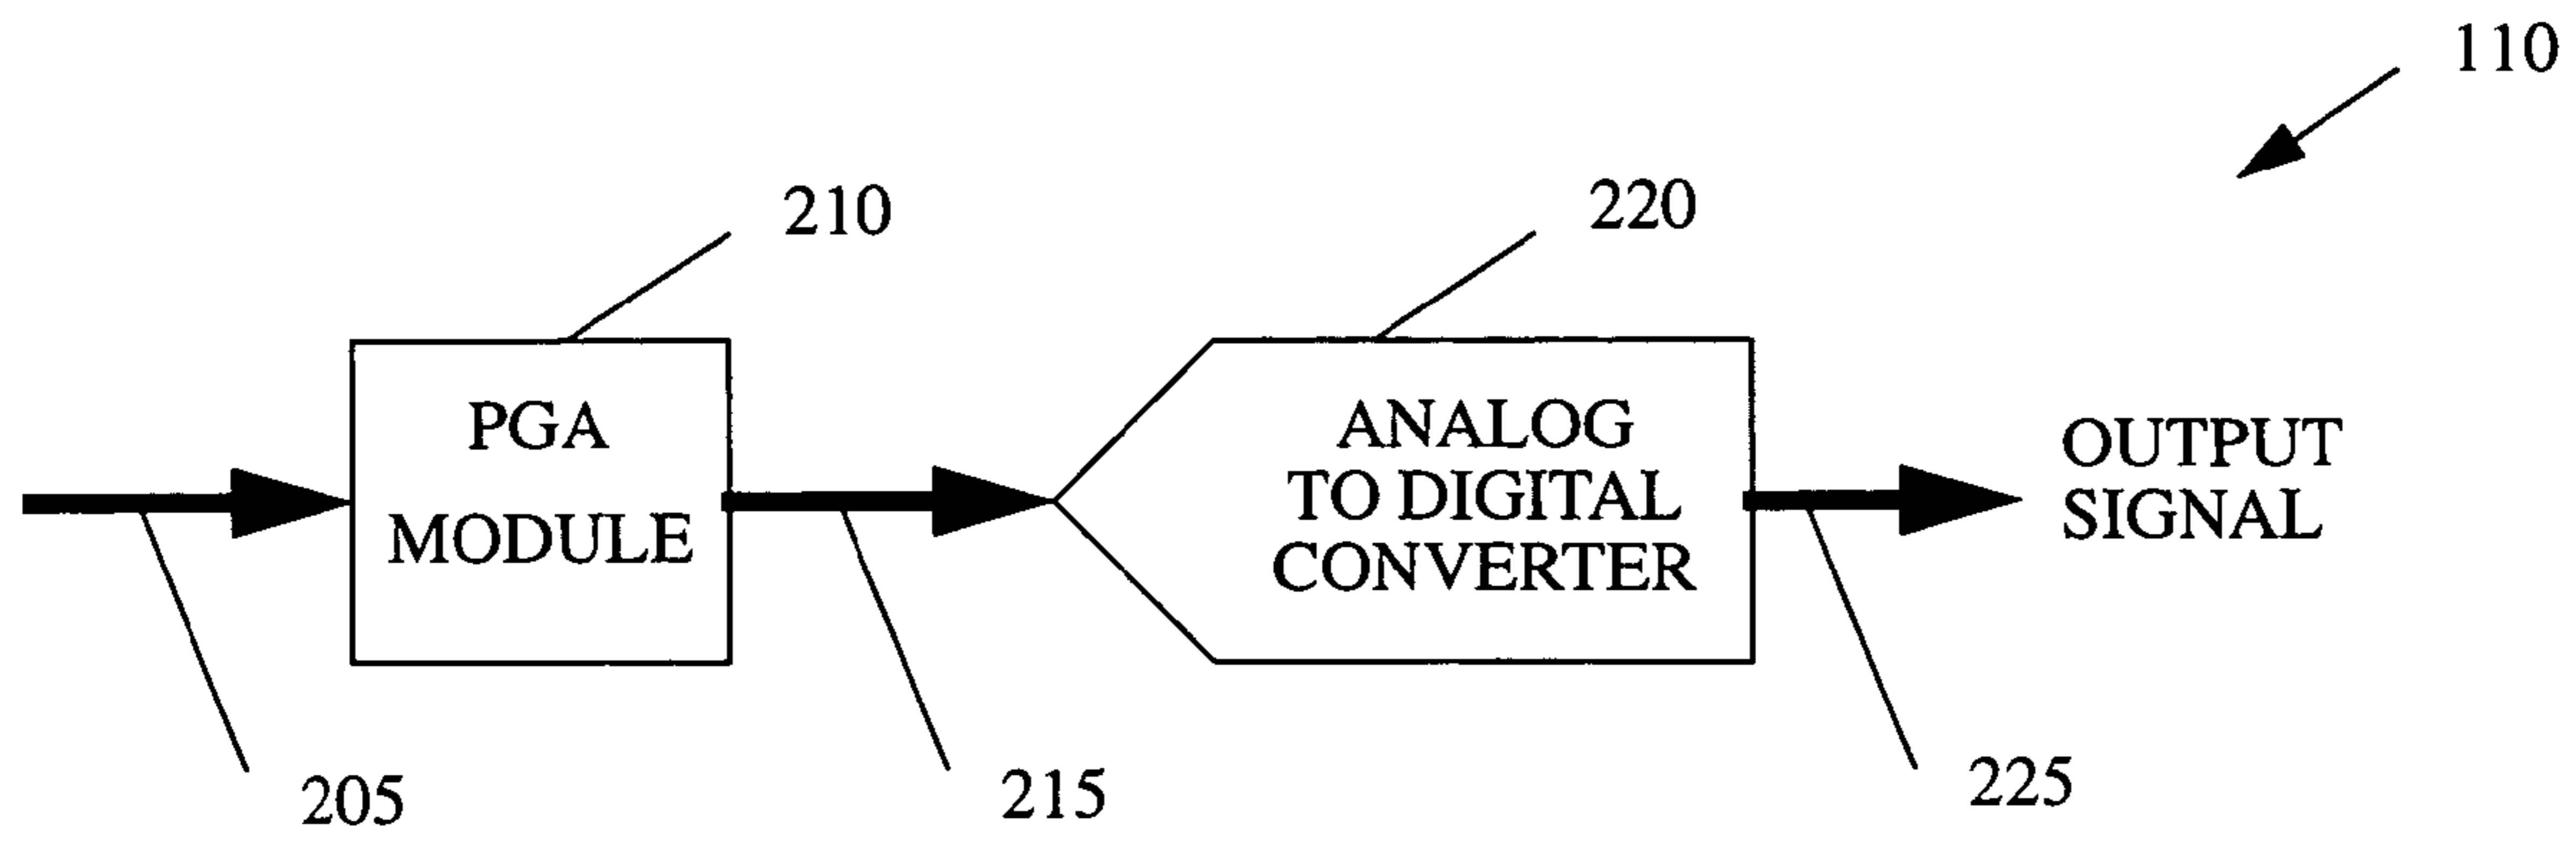 110
210
220
PGA
MODULE
ANALOG
TO DIGITAL
CONVERTER
OUTPUT
SIGNAL
205
215
225